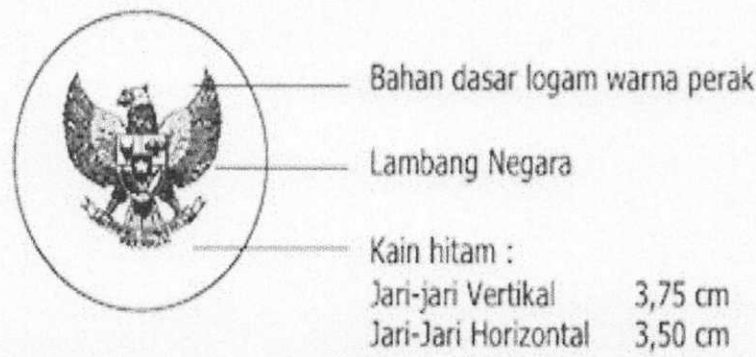 Bahan dasar logam warna perak
Lambang Negara
Kain hitam :
Jari-jari Vertikal 3,75 cm
Jari-Jari Horizontal 3,50 cm